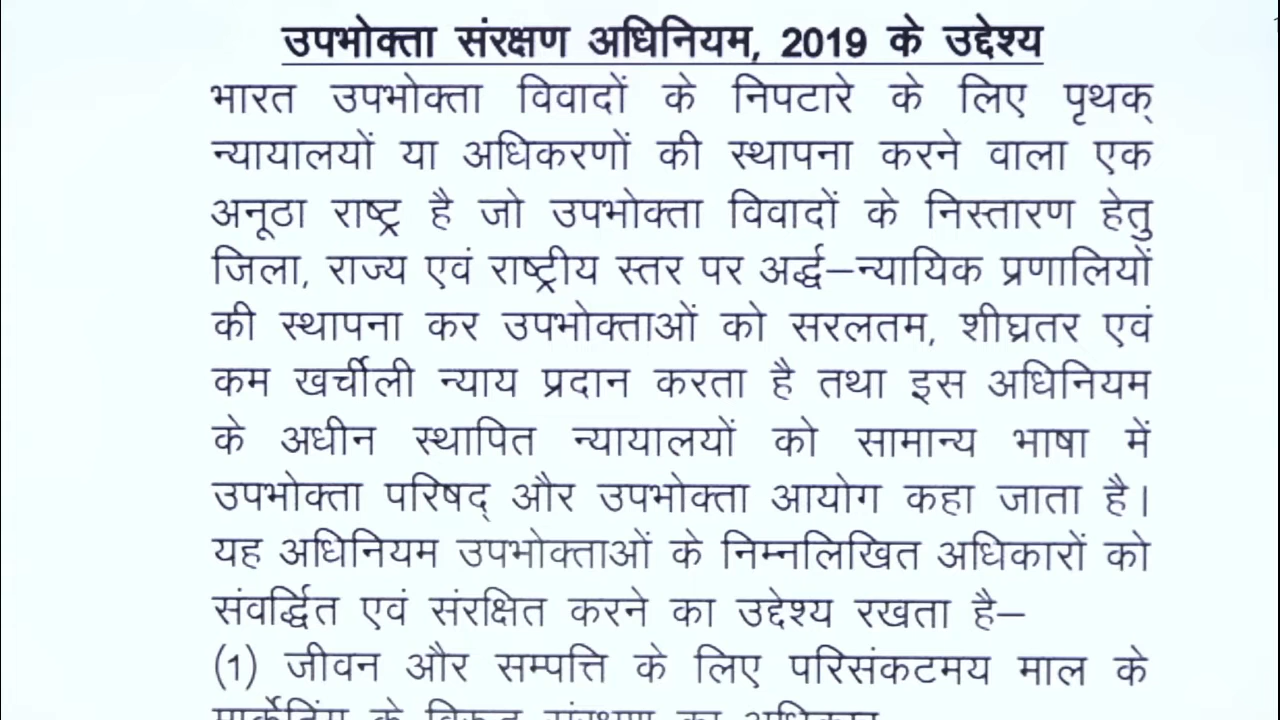 उपभोक्ता संरक्षण अधिनियम, 2019 के उद्देश्य
भारत उपभोक्ता विवादों के निपटारे के लिए पृथक्
न्यायालयों या अधिकरणों की स्थापना करने वाला एक
अनूठा राष्ट्र है जो उपभोक्ता विवादों के निस्तारण हेतु
जिला, राज्य एवं राष्ट्रीय स्तर पर अर्द्ध–न्यायिक प्रणालियों
की स्थापना कर उपभोक्ताओं को सरलतम, शीघ्रतर एवं
कम खर्चीली न्याय प्रदान करता है तथा इस अधिनियम
के अधीन स्थापित न्यायालयों को सामान्य भाषा में
उपभोक्ता परिषद् और उपभोक्ता आयोग कहा जाता है।
यह अधिनियम उपभोक्ताओं के निम्नलिखित अधिकारों को
संवर्द्धित एवं संरक्षित करने का उद्देश्य रखता है–
(1) जीवन और सम्पत्ति के लिए परिसंकटमय माल के
मार्केटिंग के विरुद्ध संरक्षण का अधिकार